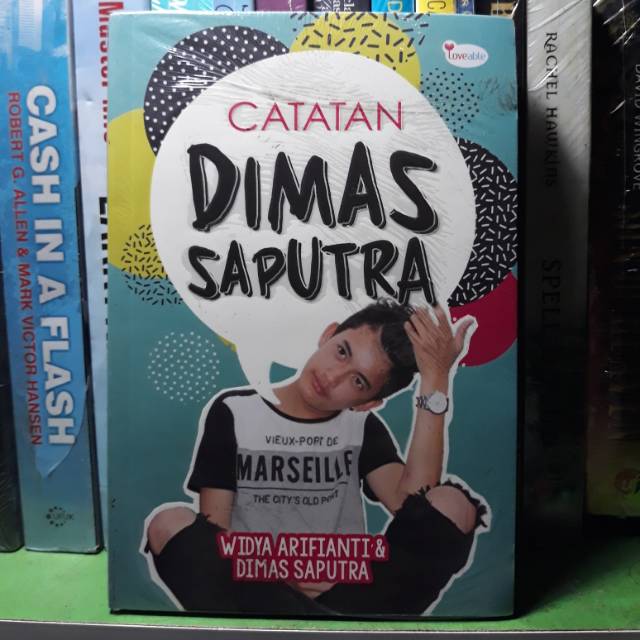 Loveable
CATATAN
DIMAS
SAPUTRA
VIEUX-PORT DE
MARSEILLE
THE CITY'S OLD PORT
WIDYA ARIFIANTI &
DIMAS SAPUTRA
CASH IN A FLASH
ROBERT G. ALLEN & MARK VICTOR HANSEN
RACHEL HAWKINS
SPELL